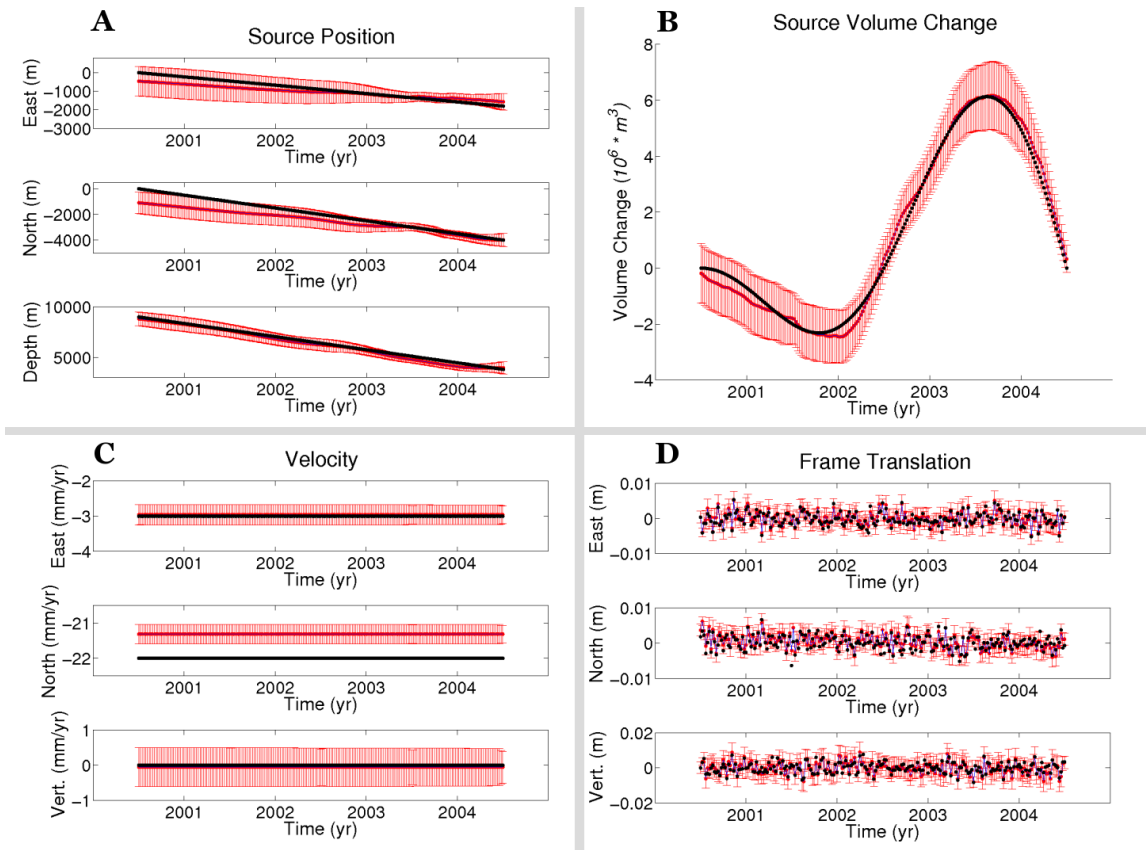 A
Source Position
East (m)
0
−1000
−2000
−3000
2001 2002 2003 2004
Time (yr)
North (m)
0
−2000
−4000
2001 2002 2003 2004
Time (yr)
Depth (m)
10000
5000
2001 2002 2003 2004
Time (yr)
B
Source Volume Change
Volume Change (10^6 * m^3)
8
6
4
2
0
−2
−4
2001 2002 2003 2004
Time (yr)
C
Velocity
East (mm/yr)
−2
−3
−4
2001 2002 2003 2004
Time (yr)
North (mm/yr)
−21
−22
2001 2002 2003 2004
Time (yr)
Vert. (mm/yr)
1
0
−1
2001 2002 2003 2004
Time (yr)
D
Frame Translation
East (m)
0.01
0
−0.01
2001 2002 2003 2004
Time (yr)
North (m)
0.01
0
−0.01
2001 2002 2003 2004
Time (yr)
Vert. (m)
0.02
0
−0.02
2001 2002 2003 2004
Time (yr)